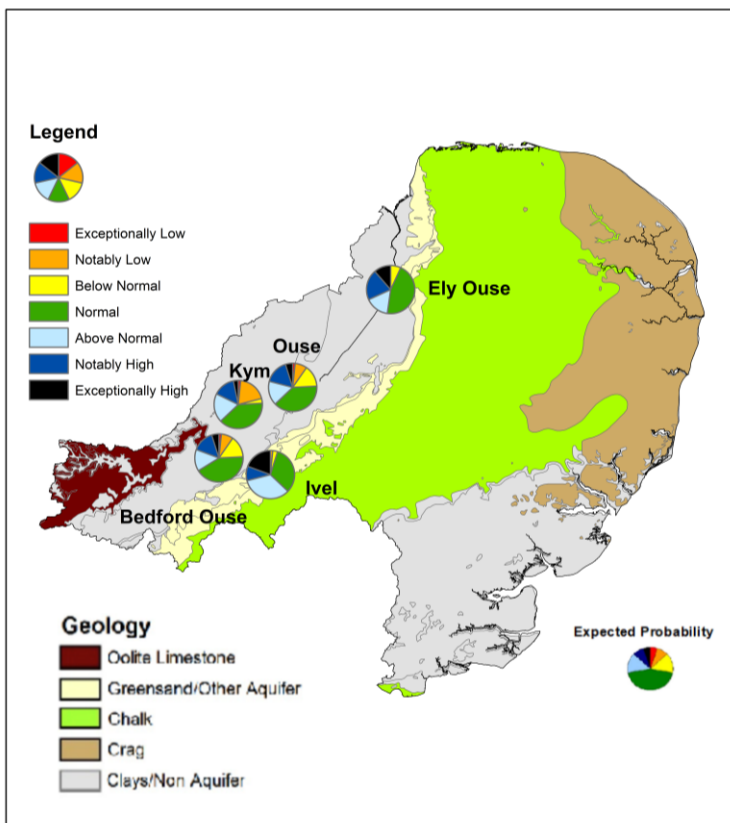 Legend
Exceptionally Low
Notably Low
Below Normal
Normal
Above Normal
Notably High
Exceptionally High
Ely Ouse
Ouse
Kym
Ivel
Bedford Ouse
Geology
Oolite Limestone
Greensand/Other Aquifer
Chalk
Crag
Clays/Non Aquifer
Expected Probability